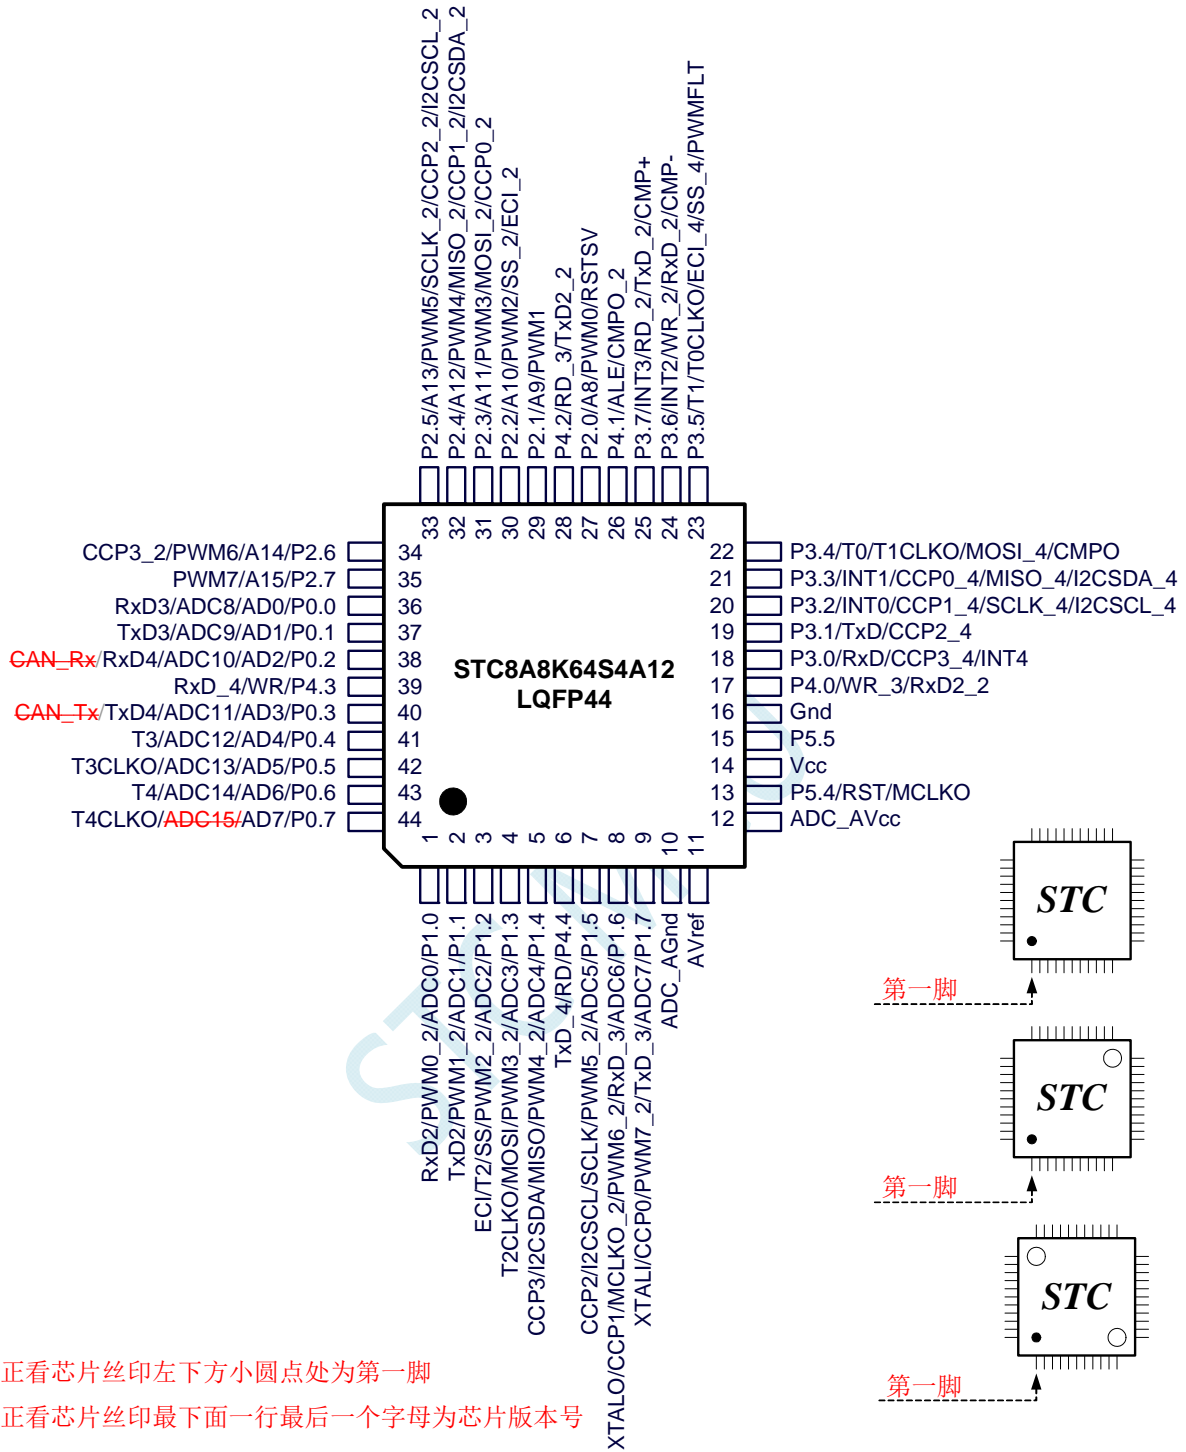 P2.5/A13/PWM5/SCLK_2/CCP2_2/I2CSCL_2
P2.4/A12/PWM4/MISO_2/CCP1_2/I2CSDA_2
P2.3/A11/PWM3/MOSI_2/CCP0_2
P2.2/A10/PWM2/SS_2/ECI_2
P2.1/A9/PWM1
P4.2/RD_3/TxD2_2
P2.0/A8/PWM0/RSTSV
P4.1/ALE/CMPO_2
P3.7/INT3/RD_2/TxD_2/CMP+
P3.6/INT2/WR_2/RxD_2/CMP-
P3.5/T1/T0CLKO/ECI_4/SS_4/PWMFLT
33 32 31 30 29 28 27 26 25 24 23
CCP3_2/PWM6/A14/P2.6 34
PWM7/A15/P2.7 35
RxD3/ADC8/AD0/P0.0 36
TxD3/ADC9/AD1/P0.1 37
CAN_Rx/RxD4/ADC10/AD2/P0.2 38
RxD_4/WR/P4.3 39
CAN_Tx/TxD4/ADC11/AD3/P0.3 40
T3/ADC12/AD4/P0.4 41
T3CLKO/ADC13/AD5/P0.5 42
T4/ADC14/AD6/P0.6 43
T4CLKO/ADC15/AD7/P0.7 44
STC8A8K64S4A12
LQFP44
22 P3.4/T0/T1CLKO/MOSI_4/CMPO
21 P3.3/INT1/CCP0_4/MISO_4/I2CSDA_4
20 P3.2/INT0/CCP1_4/SCLK_4/I2CSCL_4
19 P3.1/TxD/CCP2_4
18 P3.0/RxD/CCP3_4/INT4
17 P4.0/WR_3/RxD2_2
16 Gnd
15 P5.5
14 Vcc
13 P5.4/RST/MCLKO
12 ADC_AVcc
1 2 3 4 5 6 7 8 9 10 11
RxD2/PWM0_2/ADC0/P1.0
TxD2/PWM1_2/ADC1/P1.1
ECI/T2/SS/PWM2_2/ADC2/P1.2
T2CLKO/MOSI/PWM3_2/ADC3/P1.3
CCP3/I2CSDA/MISO/PWM4_2/ADC4/P1.4
TxD_4/RD/P4.4
CCP2/I2CSCL/SCLK/PWM5_2/ADC5/P1.5
XTALO/CCP1/MCLKO_2/PWM6_2/RxD_3/ADC6/P1.6
XTALI/CCP0/PWM7_2/TxD_3/ADC7/P1.7
ADC_AGnd
AVref
STC
第一脚
STC
第一脚
STC
第一脚
正看芯片丝印左下方小圆点处为第一脚
正看芯片丝印最下面一行最后一个字母为芯片版本号